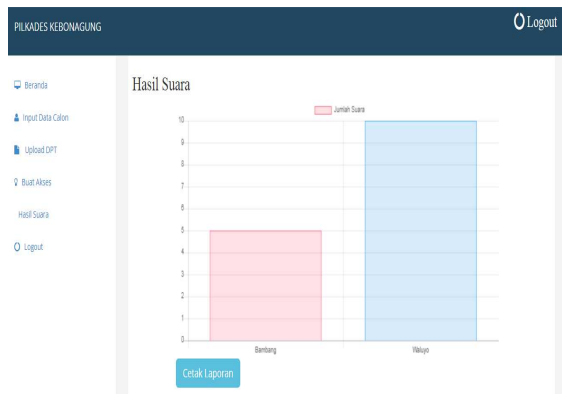 PILKADES KEBONAGUNG
Logout
Beranda
Input Data Calon
Upload DPT
Buat Akses
Hasil Suara
Logout
Hasil Suara
Jumlah Suara
10
9
8
7
6
5
4
3
2
1
0
Bambang
Waluyo
Cetak Laporan